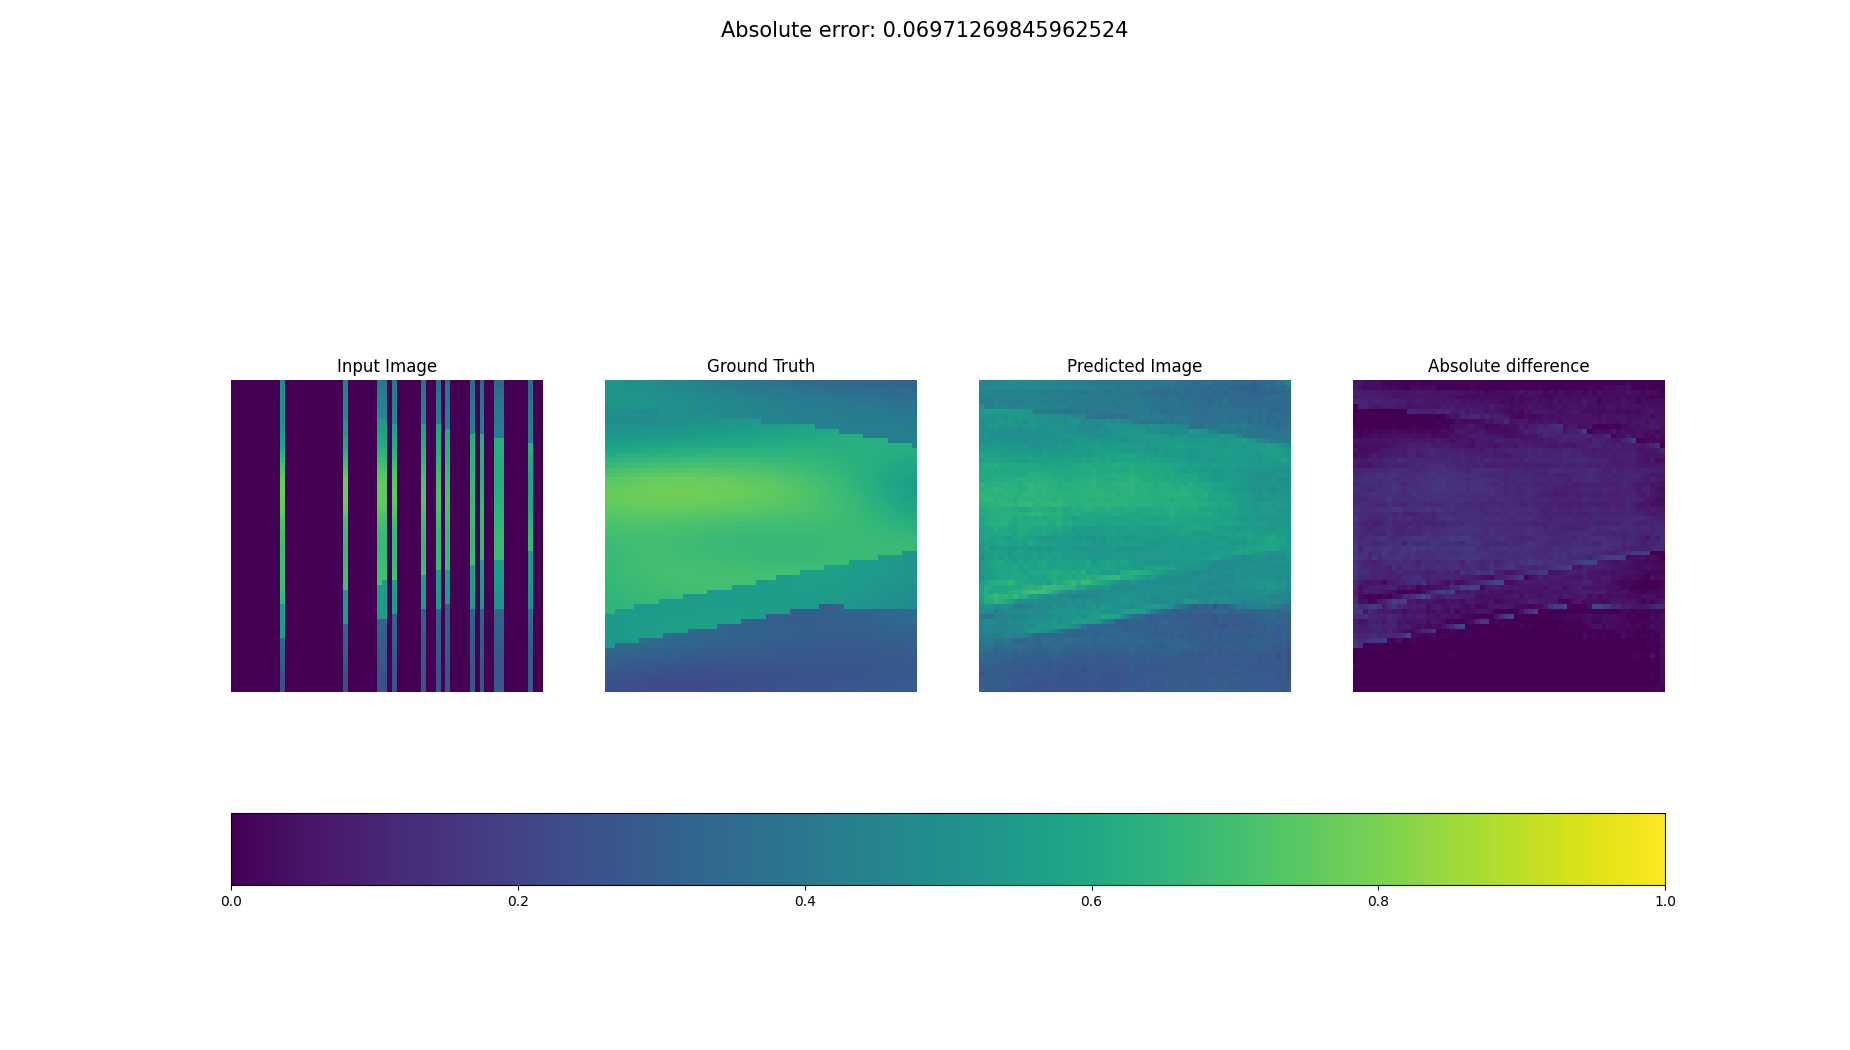 Absolute error: 0.06971269845962524
Input Image
Ground Truth
Predicted Image
Absolute difference
0.0
0.2
0.4
0.6
0.8
1.0